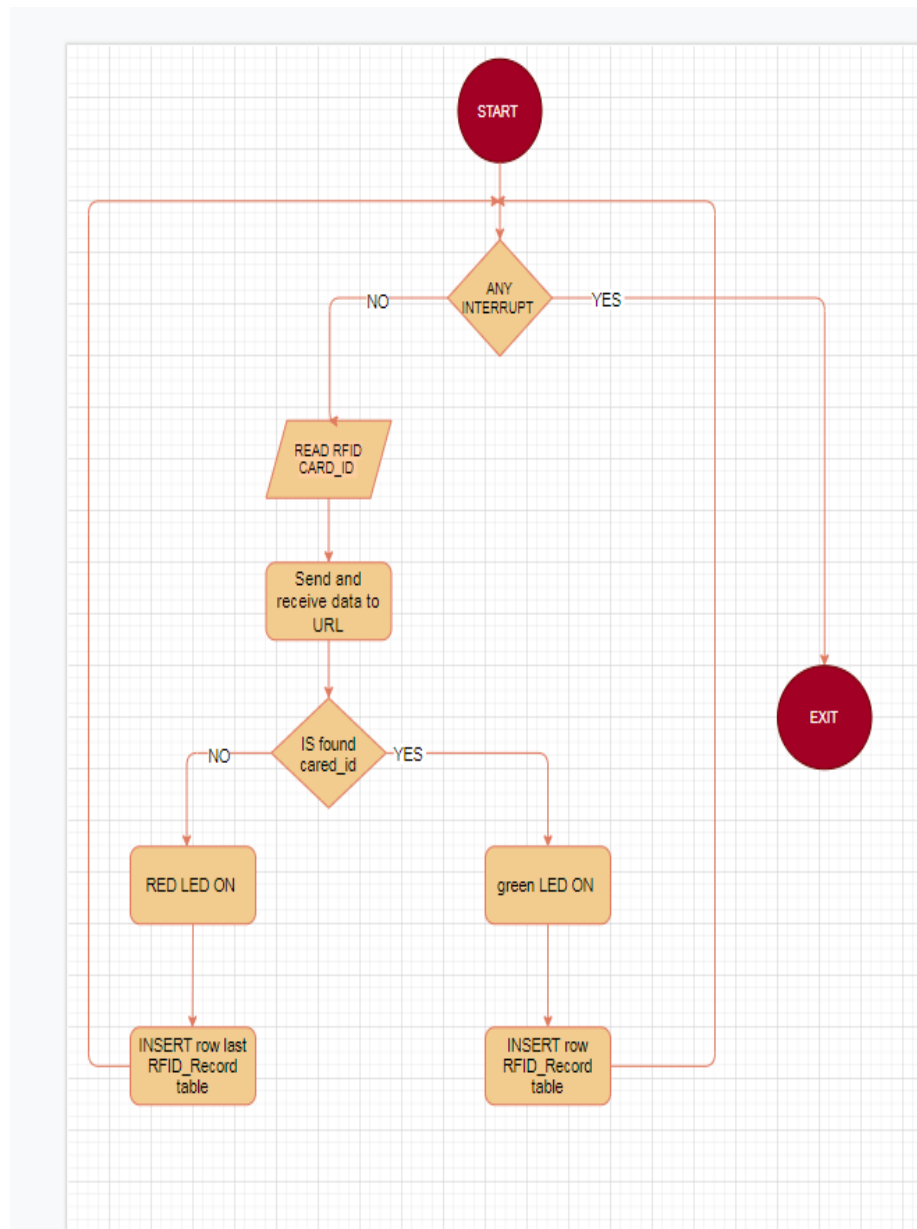 START
ANY
INTERRUPT
NO
YES
READ RFID
CARD_ID
Send and
receive data to
URL
EXIT
IS found
cared_id
NO
YES
RED LED ON
green LED ON
INSERT row last
RFID_Record
table
INSERT row
RFID_Record
table